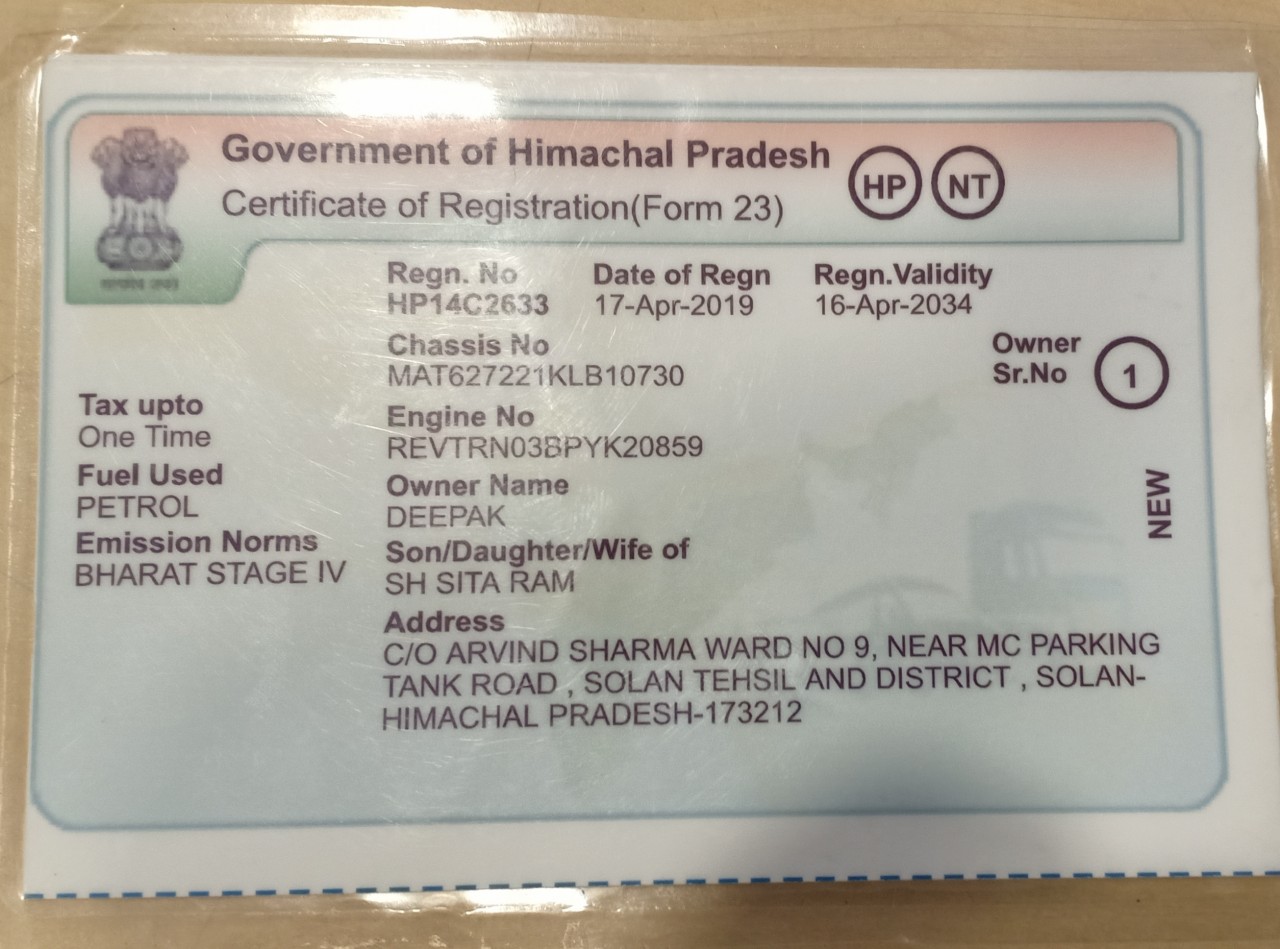 Government of Himachal Pradesh
Certificate of Registration(Form 23)
HP NT
Regn. No Date of Regn Regn.Validity
HP14C2633 17-Apr-2019 16-Apr-2034
Chassis No
MAT627221KLB10730
Owner
Sr.No 1
Tax upto
One Time
Fuel Used
PETROL
Emission Norms
BHARAT STAGE IV
Engine No
REVTRN03BPYK20859
Owner Name
DEEPAK
Son/Daughter/Wife of
SH SITA RAM
Address
C/O ARVIND SHARMA WARD NO 9, NEAR MC PARKING
TANK ROAD , SOLAN TEHSIL AND DISTRICT , SOLAN-
HIMACHAL PRADESH-173212
NEW